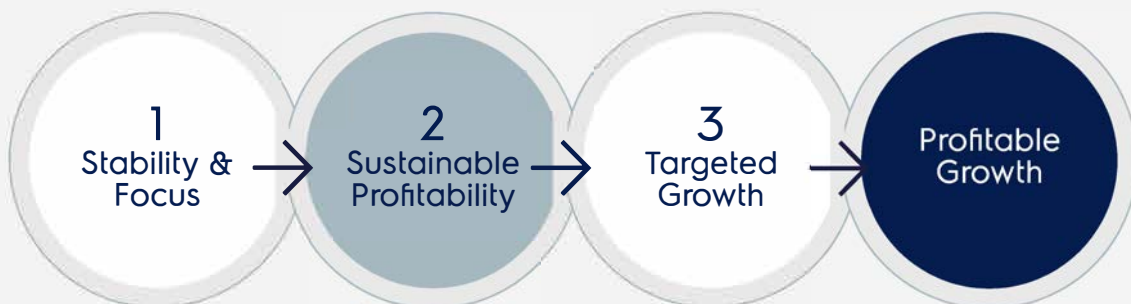 1
Stability &
Focus
2
Sustainable
Profitability
3
Targeted
Growth
Profitable
Growth